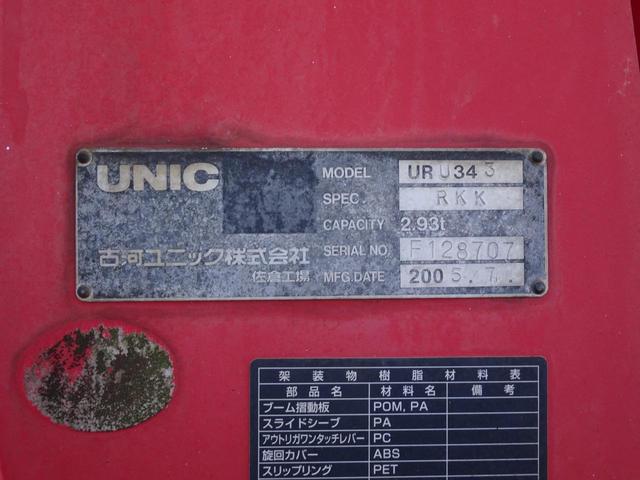 UNIC
MODEL URU343
SPEC. RKK
CAPACITY 2.93t
古河ユニック株式会社 SERIAL NO. F128707
佐倉工場 MFG.DATE 2005.7.
架装物樹脂材料表
部品名 材料名 備考
ブーム摺動板 POM, PA
スライドシーブ PA
アウトリガワンタッチレバー PC
旋回カバー ABS
スリップリング PET